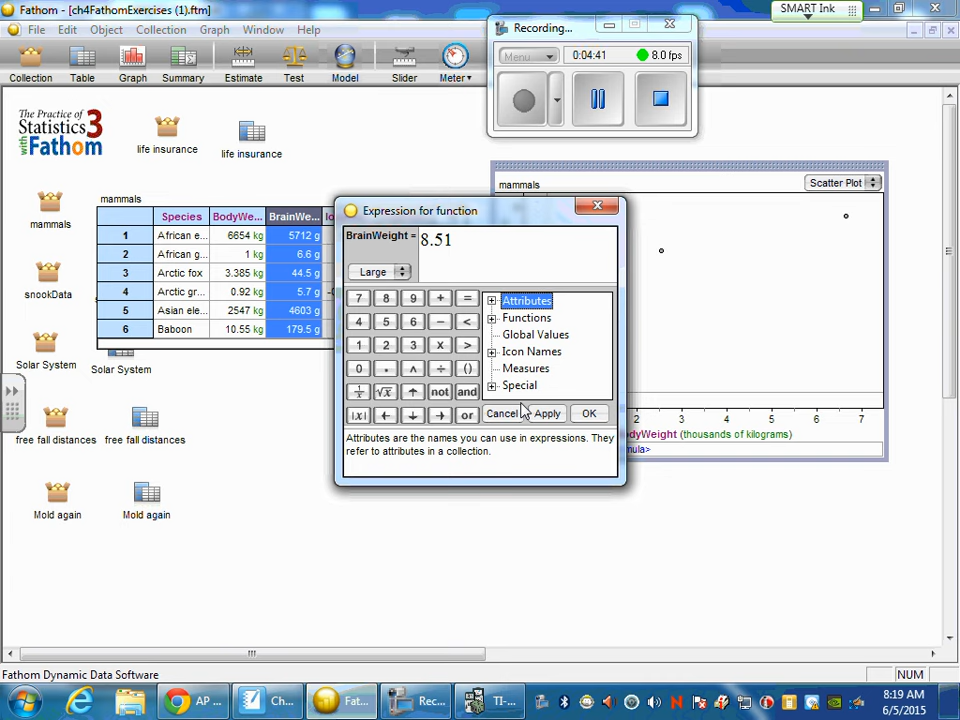 Fathom - [ch4FathomExercises (1).ftm]
SMART Ink
File Edit Object Collection Graph Window Help
Recording...
Menu 0:04:41 8.0 fps
Collection Table Graph Summary Estimate Test Model Slider Meter
The Practice of
Statistics 3
with Fathom
life insurance
life insurance
mammals
Scatter Plot
mammals
mammals
Species BodyWe... BrainWe...
1 African e... 6654 kg 5712 g
2 African g... 1 kg 6.6 g
3 Arctic fox 3.385 kg 44.5 g
4 Arctic gr... 0.92 kg 5.7 g
5 Asian ele... 2547 kg 4603 g
6 Baboon 10.55 kg 179.5 g
snookData
Solar System
Solar System
free fall distances
free fall distances
Mold again
Mold again
Expression for function
BrainWeight = 8.51
Large
7 8 9 + =
4 5 6 − <
1 2 3 x >
0 . ^ ÷ ()
1/x √x ↑ not and
|x| ← ↓ → or
Attributes
Functions
Global Values
Icon Names
Measures
Special
Cancel Apply OK
Attributes are the names you can use in expressions. They
refer to attributes in a collection.
2 3 4 5 6 7
odyWeight (thousands of kilograms)
mula>
Fathom Dynamic Data Software
NUM
AP ...
Ch...
Fat...
Rec...
TI-...
8:19 AM
6/5/2015